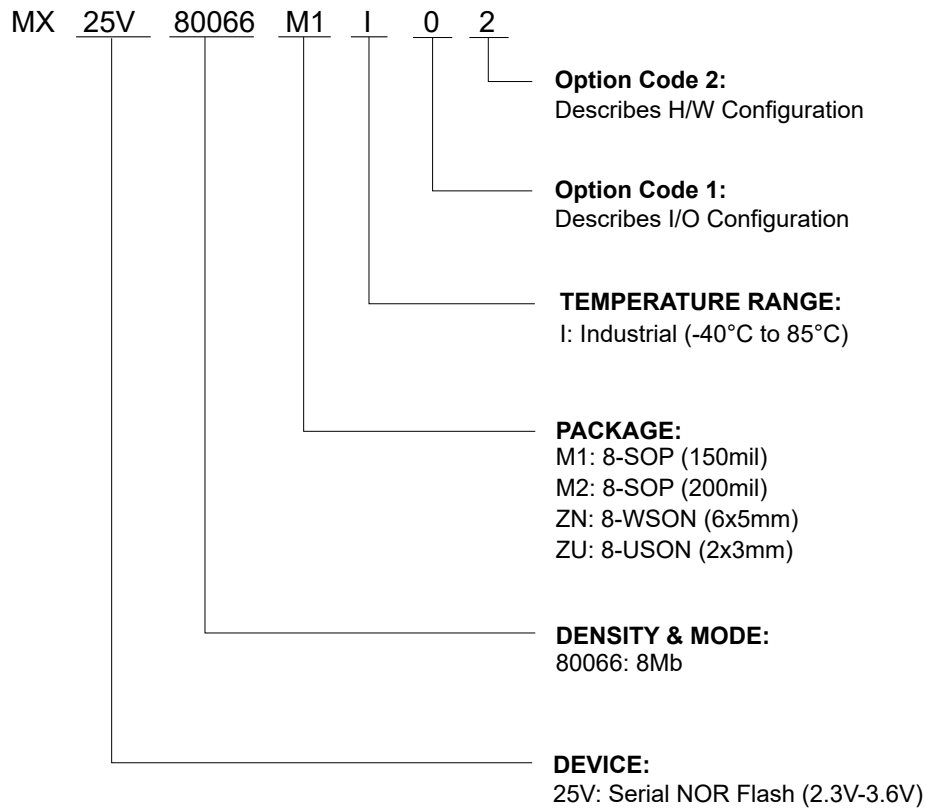 MX 25V 80066 M1 I 0 2
Option Code 2:
Describes H/W Configuration
Option Code 1:
Describes I/O Configuration
TEMPERATURE RANGE:
I: Industrial (-40°C to 85°C)
PACKAGE:
M1: 8-SOP (150mil)
M2: 8-SOP (200mil)
ZN: 8-WSON (6x5mm)
ZU: 8-USON (2x3mm)
DENSITY & MODE:
80066: 8Mb
DEVICE:
25V: Serial NOR Flash (2.3V-3.6V)